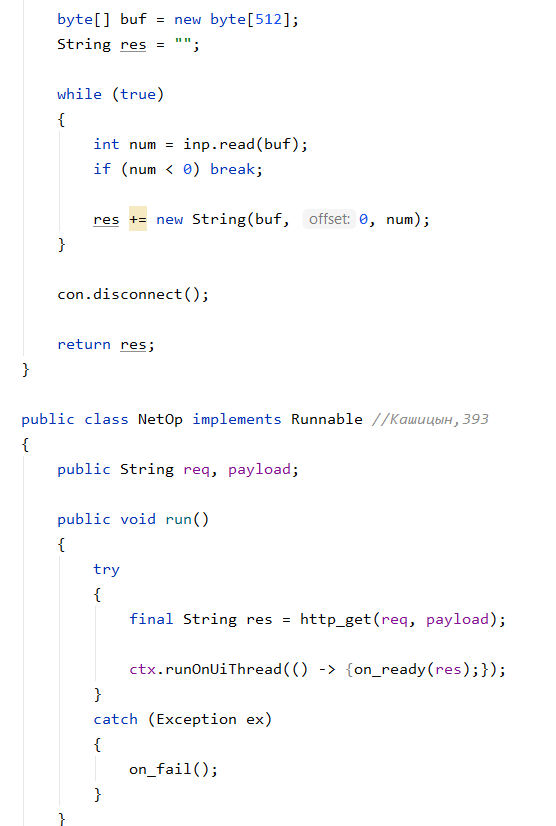 byte[] buf = new byte[512];
String res = "";
while (true)
{
int num = inp.read(buf);
if (num < 0) break;
res += new String(buf, offset: 0, num);
}
con.disconnect();
return res;
}
public class NetOp implements Runnable //Кашицын,393
{
public String req, payload;
public void run()
{
try
{
final String res = http_get(req, payload);
ctx.runOnUiThread(() -> {on_ready(res);});
}
catch (Exception ex)
{
on_fail();
}
}